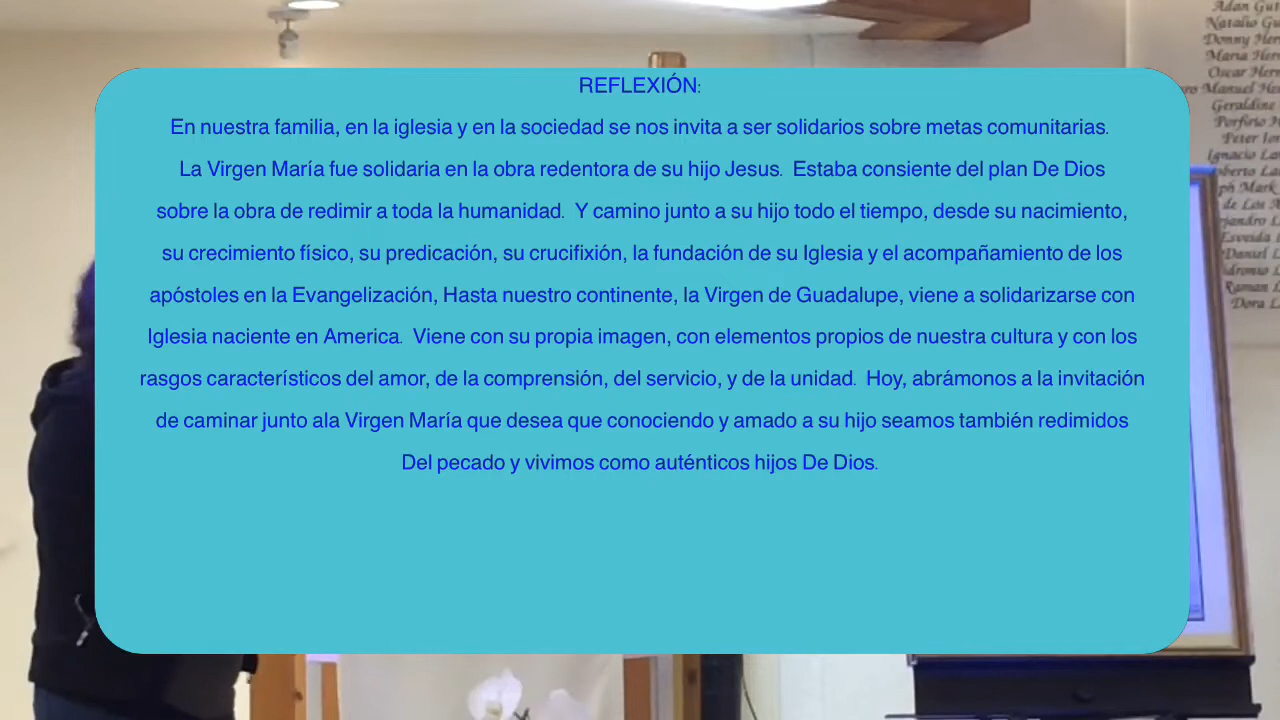 REFLEXIÓN:
En nuestra familia, en la iglesia y en la sociedad se nos invita a ser solidarios sobre metas comunitarias.
La Virgen María fue solidaria en la obra redentora de su hijo Jesus. Estaba consiente del plan De Dios
sobre la obra de redimir a toda la humanidad. Y camino junto a su hijo todo el tiempo, desde su nacimiento,
su crecimiento físico, su predicación, su crucifixión, la fundación de su Iglesia y el acompañamiento de los
apóstoles en la Evangelización, Hasta nuestro continente, la Virgen de Guadalupe, viene a solidarizarse con
Iglesia naciente en America. Viene con su propia imagen, con elementos propios de nuestra cultura y con los
rasgos característicos del amor, de la comprensión, del servicio, y de la unidad. Hoy, abrámonos a la invitación
de caminar junto ala Virgen María que desea que conociendo y amado a su hijo seamos también redimidos
Del pecado y vivimos como auténticos hijos De Dios.
Adan
Natalio
Donny
Maria
Oscar
Manuel
Geraldine
Porfirio
Peter
Ignacio
Mark
de Los
Daniel
Raman
Dora